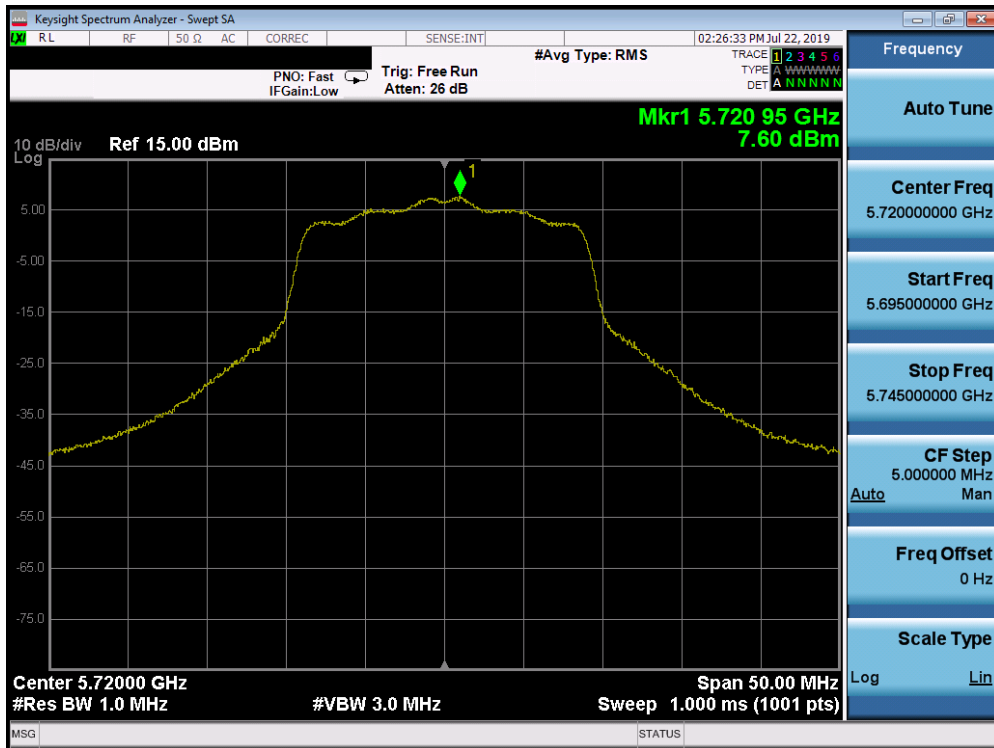 Keysight Spectrum Analyzer - Swept SA
LXI RL RF 50 Ω AC CORREC SENSE:INT 02:26:33 PM Jul 22, 2019
#Avg Type: RMS TRACE 1 2 3 4 5 6
PNO: Fast Trig: Free Run TYPE A WWWWW
IFGain:Low Atten: 26 dB DET A N N N N N
Mkr1 5.720 95 GHz
7.60 dBm
10 dB/div Ref 15.00 dBm
Log
1
5.00
-5.00
-15.0
-25.0
-35.0
-45.0
-55.0
-65.0
-75.0
Center 5.72000 GHz Span 50.00 MHz
#Res BW 1.0 MHz #VBW 3.0 MHz Sweep 1.000 ms (1001 pts)
MSG STATUS
Frequency
Auto Tune
Center Freq
5.720000000 GHz
Start Freq
5.695000000 GHz
Stop Freq
5.745000000 GHz
CF Step
5.000000 MHz
Auto Man
Freq Offset
0 Hz
Scale Type
Log Lin